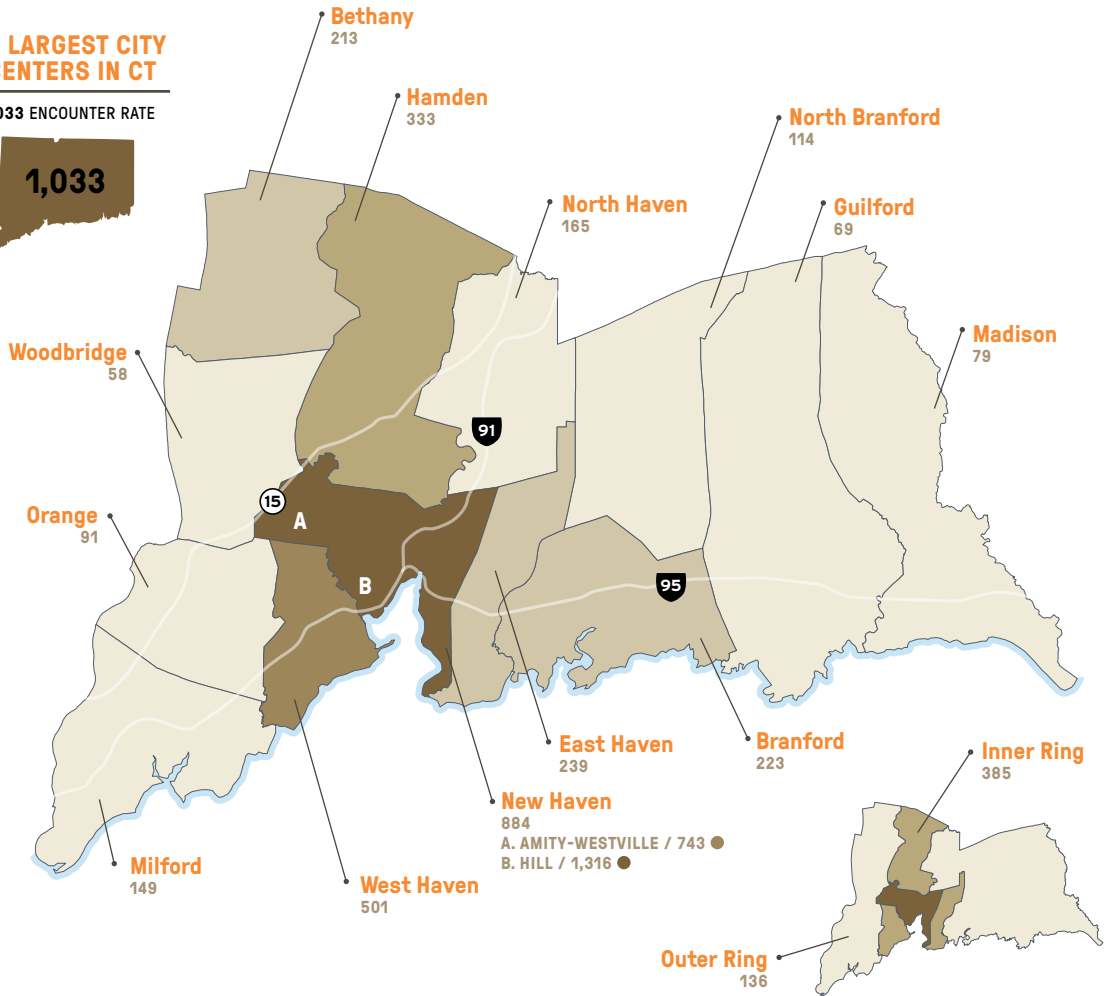 LARGEST CITY
CENTERS IN CT
033 ENCOUNTER RATE
1,033
Bethany
213
Hamden
333
North Haven
165
North Branford
114
Guilford
69
Madison
79
Woodbridge
58
Orange
91
15
91
95
A
B
Milford
149
West Haven
501
New Haven
884
A. AMITY-WESTVILLE / 743
B. HILL / 1,316
East Haven
239
Branford
223
Inner Ring
385
Outer Ring
136